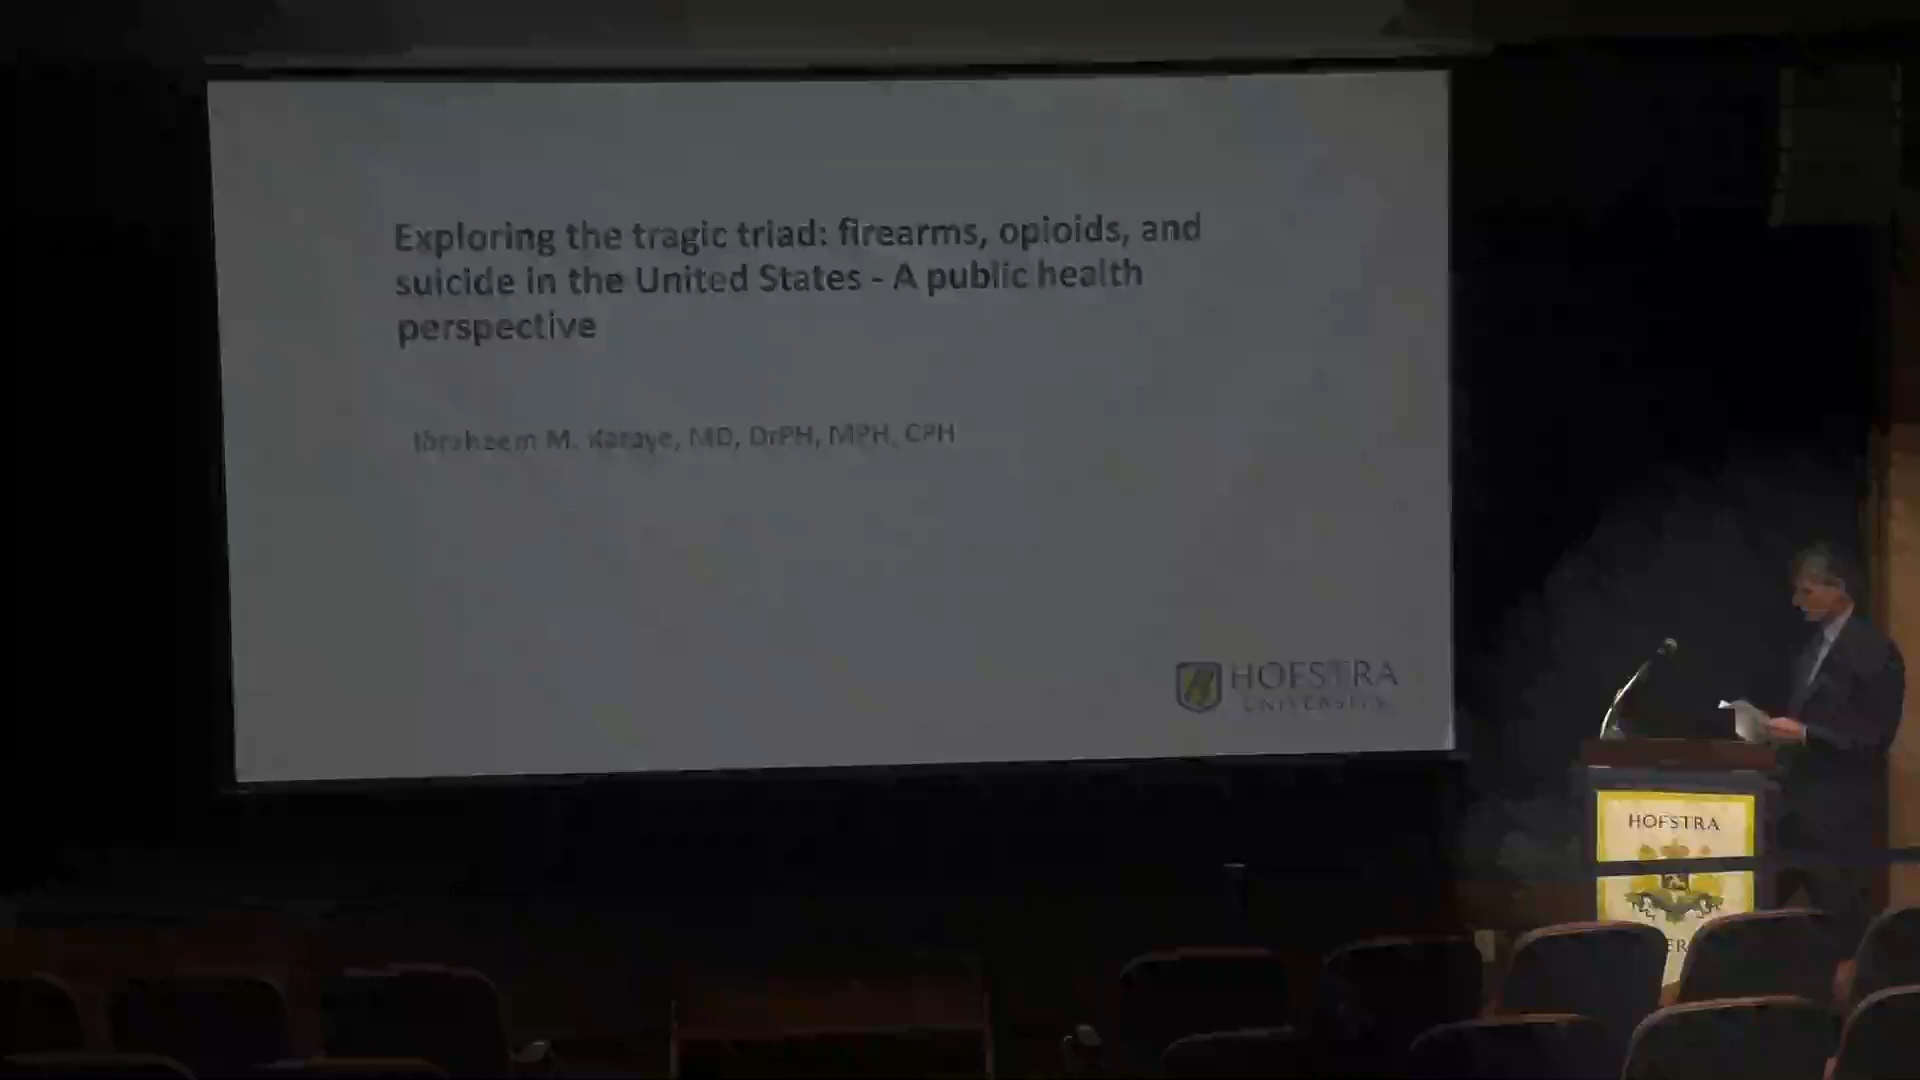 Exploring the tragic triad: firearms, opioids, and
suicide in the United States - A public health
perspective
Ibraheem M. Karaye, MD, DrPH, MPH, CPH
HOFSTRA
UNIVERSITY
HOFSTRA
ER